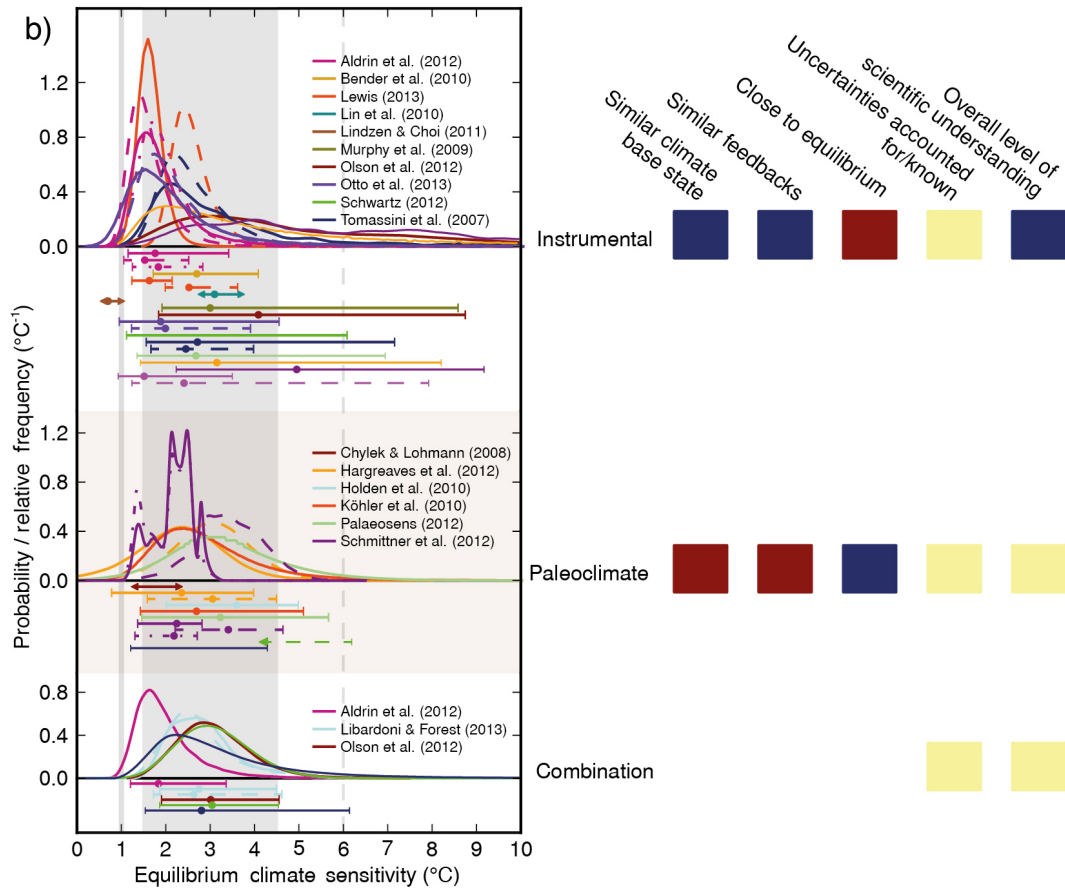 b)
Probability / relative frequency (°C⁻¹)
1.2
0.8
0.4
0.0
Aldrin et al. (2012)
Bender et al. (2010)
Lewis (2013)
Lin et al. (2010)
Lindzen & Choi (2011)
Murphy et al. (2009)
Olson et al. (2012)
Otto et al. (2013)
Schwartz (2012)
Tomassini et al. (2007)
Similar climate
base state
Similar feedbacks
Close to equilibrium
Uncertainties accounted
for/known
Overall level of
scientific understanding
Instrumental
1.2
0.8
0.4
0.0
Chylek & Lohmann (2008)
Hargreaves et al. (2012)
Holden et al. (2010)
Köhler et al. (2010)
Palaeosens (2012)
Schmittner et al. (2012)
Paleoclimate
0.8
0.4
0.0
Aldrin et al. (2012)
Libardoni & Forest (2013)
Olson et al. (2012)
Combination
0 1 2 3 4 5 6 7 8 9 10
Equilibrium climate sensitivity (°C)